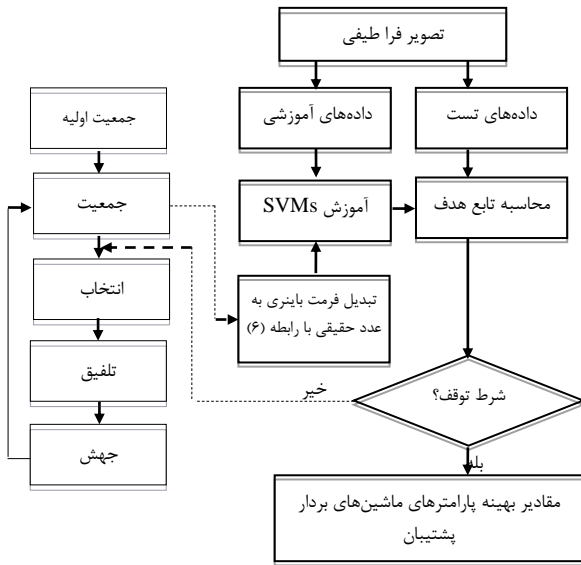 تصویر فرا طیفی
داده‌های آموزشی
داده‌های تست
جمعیت اولیه
جمعیت
آموزش SVMs
محاسبه تابع هدف
انتخاب
تبدیل فرمت باینری به
عدد حقیقی با رابطه (۶)
تلفیق
خیر
شرط توقف؟
جهش
بله
مقادیر بهینه پارامترهای ماشین‌های بردار
پشتیبان